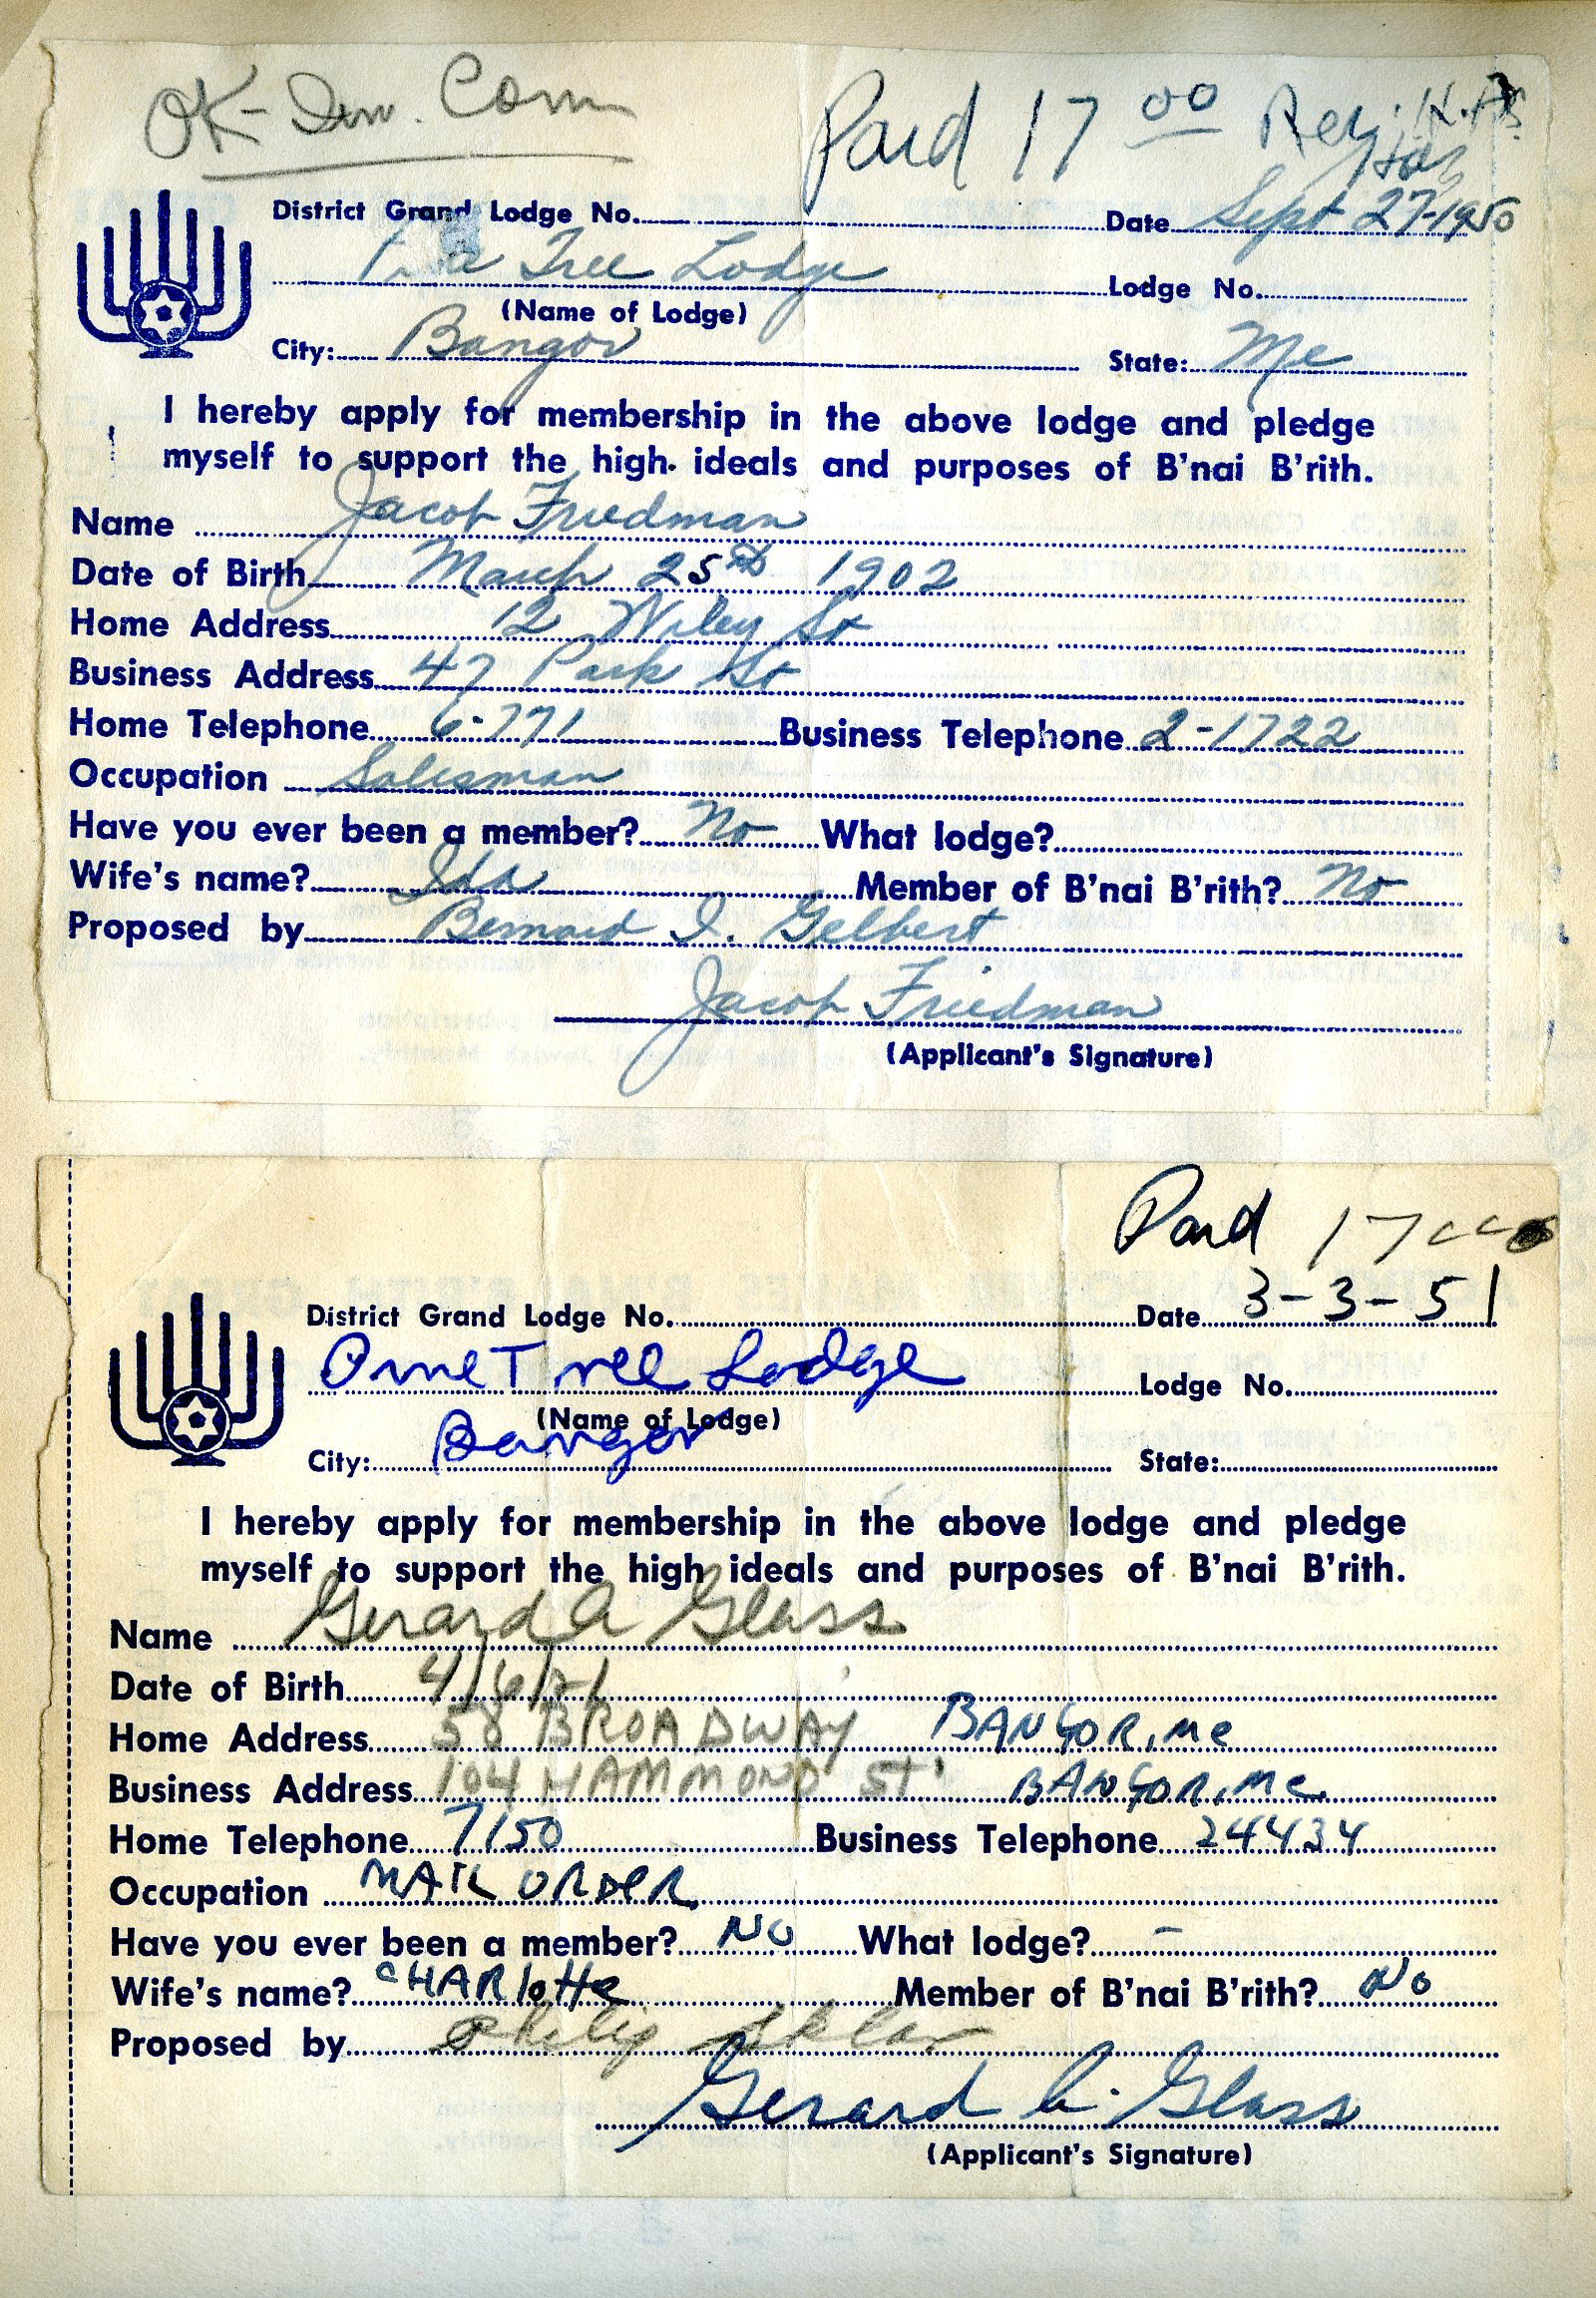 OK - Com
Paid 17 00
District Grand Lodge No. Date Sept 27-1950
Tree Lodge Lodge No.
(Name of Lodge)
City: Bangor State: Me
I hereby apply for membership in the above lodge and pledge
myself to support the high ideals and purposes of B'nai B'rith.
Name Jacob Friedman
Date of Birth March 25th 1902
Home Address 12 Wiley St
Business Address 47 Park St
Home Telephone 6-771 Business Telephone 2-1722
Occupation Salesman
Have you ever been a member? No What lodge?
Wife's name? Ida Member of B'nai B'rith? No
Proposed by Bernard I. Gelbert
Jacob Friedman
(Applicant's Signature)
Paid 17
District Grand Lodge No. Date 3-3-51
Pine Tree Lodge Lodge No.
(Name of Lodge)
City: Bangor State:
I hereby apply for membership in the above lodge and pledge
myself to support the high ideals and purposes of B'nai B'rith.
Name Gerard A Glass
Date of Birth 4/6/21
Home Address 58 BROADWAY BANGOR, Me
Business Address 104 HAMMOND ST. BANGOR, Me.
Home Telephone 7150 Business Telephone 24434
Occupation MAIL ORDER
Have you ever been a member? NO What lodge? -
Wife's name? CHARlotte Member of B'nai B'rith? No
Proposed by Philip Sklar
Gerard A. Glass
(Applicant's Signature)